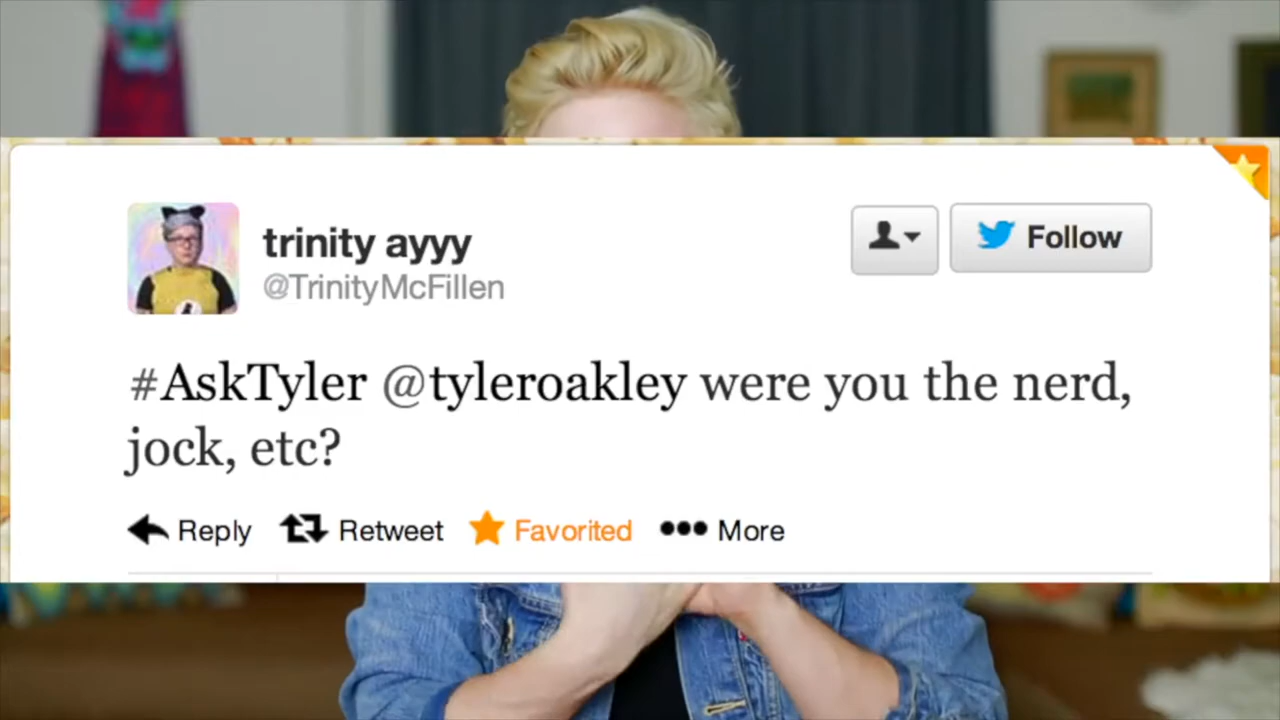 trinity ayyy
@TrinityMcFillen
Follow
#AskTyler @tyleroakley were you the nerd,
jock, etc?
Reply Retweet Favorited More